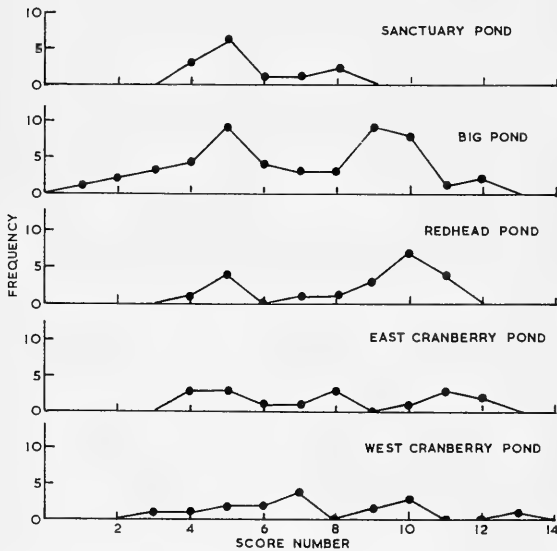 10
5
0
SANCTUARY POND
10
5
0
BIG POND
10
5
0
REDHEAD POND
10
5
0
EAST CRANBERRY POND
10
5
0
WEST CRANBERRY POND
2 4 6 8 10 12 14
SCORE NUMBER
FREQUENCY